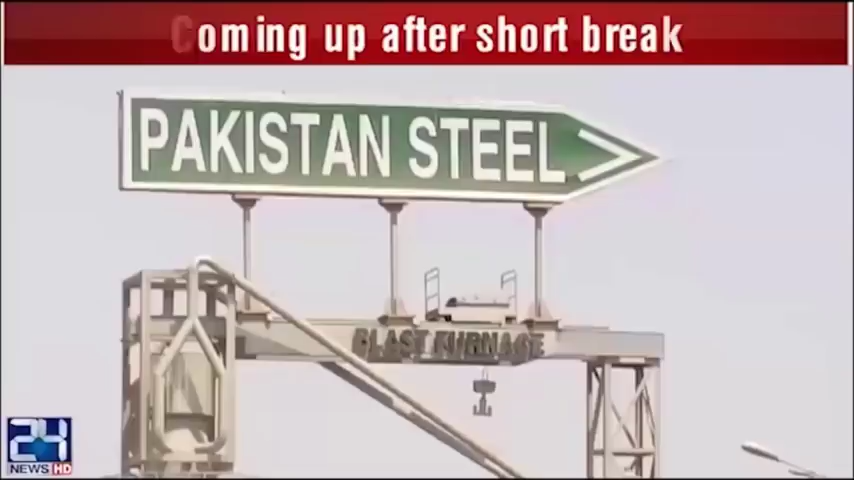 Coming up after short break
PAKISTAN STEEL
BLAST FURNACE
24
NEWS HD